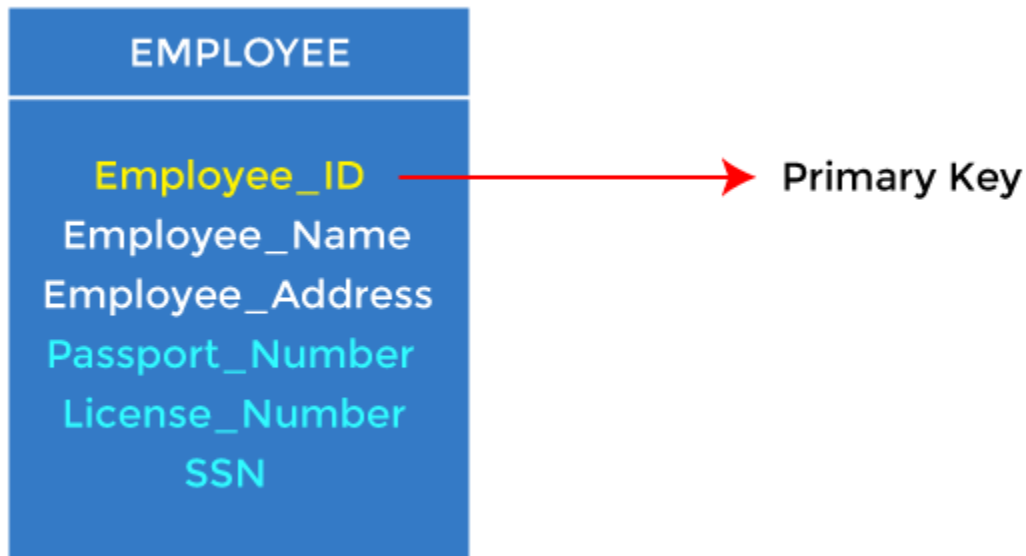 EMPLOYEE
Employee_ID
Primary Key
Employee_Name
Employee_Address
Passport_Number
License_Number
SSN